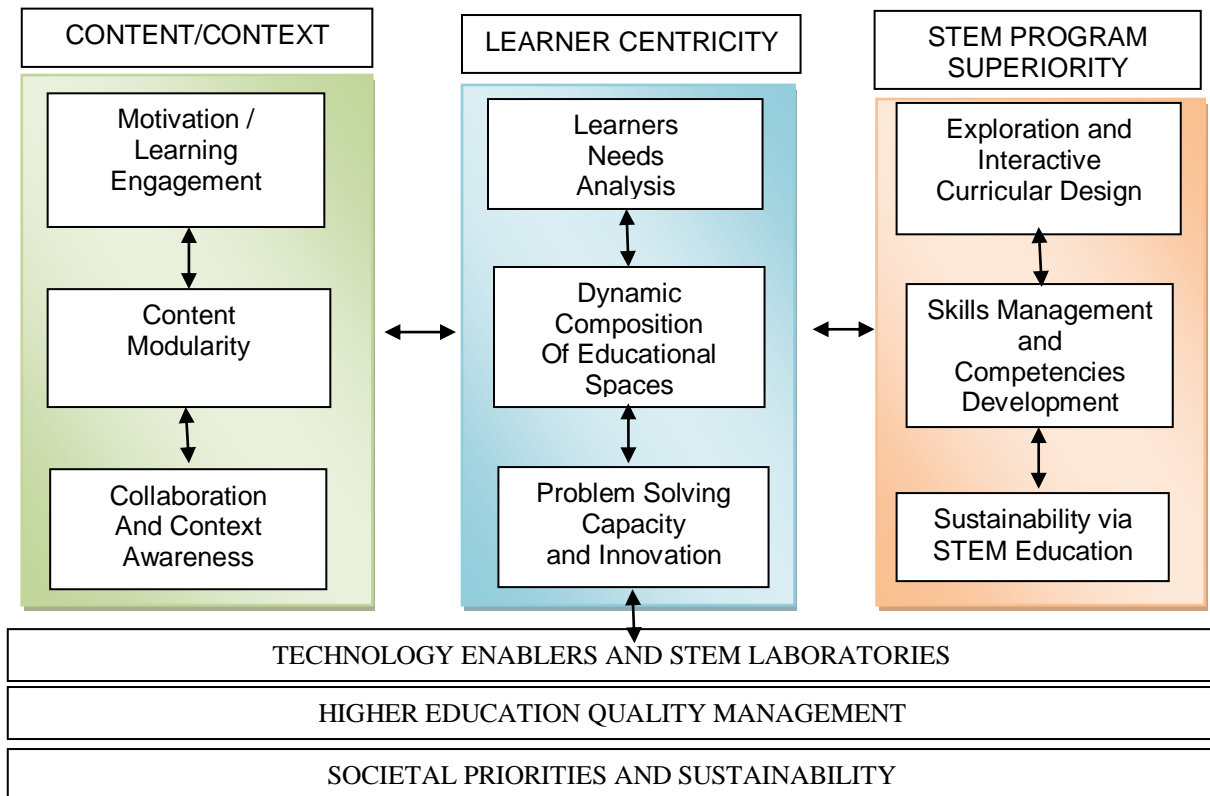 CONTENT/CONTEXT
Motivation /
Learning
Engagement
Content
Modularity
Collaboration
And Context
Awareness
LEARNER CENTRICITY
Learners
Needs
Analysis
Dynamic
Composition
Of Educational
Spaces
Problem Solving
Capacity
and Innovation
STEM PROGRAM
SUPERIORITY
Exploration and
Interactive
Curricular Design
Skills Management
and
Competencies
Development
Sustainability via
STEM Education
TECHNOLOGY ENABLERS AND STEM LABORATORIES
HIGHER EDUCATION QUALITY MANAGEMENT
SOCIETAL PRIORITIES AND SUSTAINABILITY